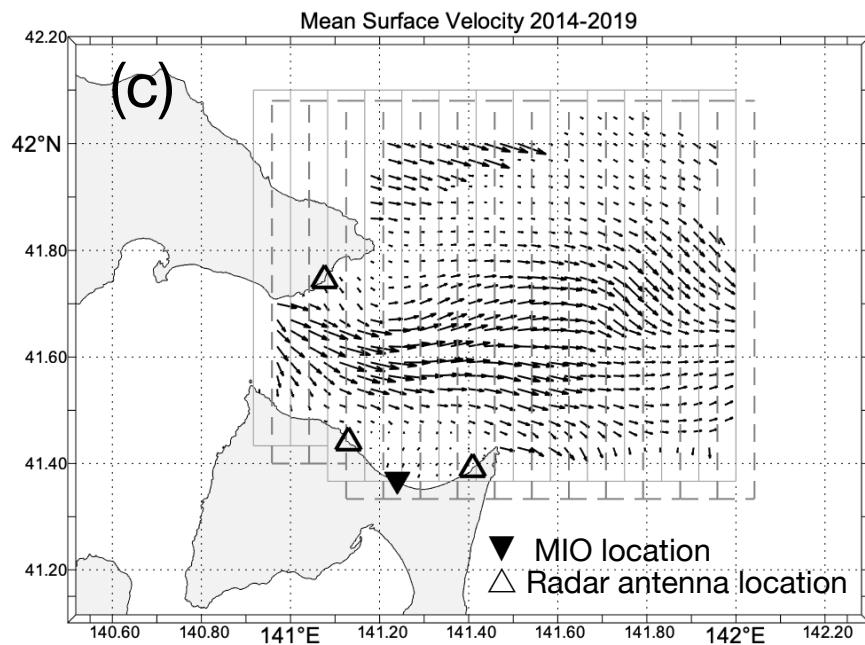 Mean Surface Velocity 2014-2019
42.20
(c)
42°N
41.80
41.60
41.40
41.20
MIO location
Radar antenna location
140.60 140.80 141°E 141.20 141.40 141.60 141.80 142°E 142.20